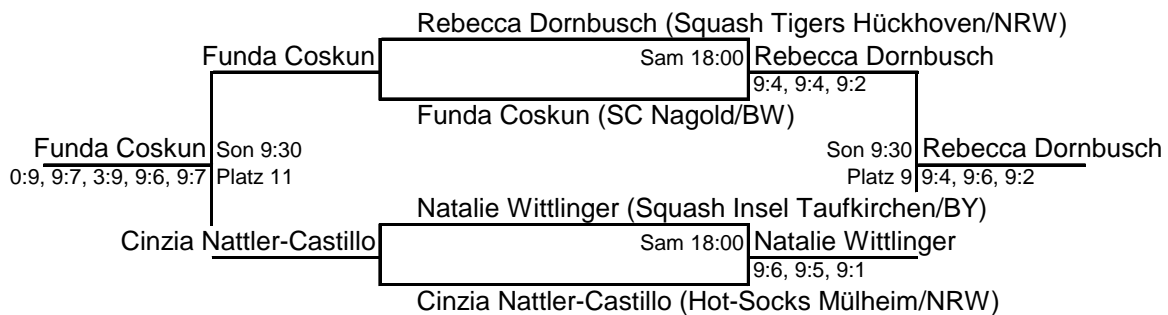 Rebecca Dornbusch (Squash Tigers Hückhoven/NRW)
Funda Coskun Sam 18:00 Rebecca Dornbusch
9:4, 9:4, 9:2
Funda Coskun (SC Nagold/BW)
Funda Coskun Son 9:30 Son 9:30 Rebecca Dornbusch
0:9, 9:7, 3:9, 9:6, 9:7 Platz 11 Platz 9 9:4, 9:6, 9:2
Natalie Wittlinger (Squash Insel Taufkirchen/BY)
Cinzia Nattler-Castillo Sam 18:00 Natalie Wittlinger
9:6, 9:5, 9:1
Cinzia Nattler-Castillo (Hot-Socks Mülheim/NRW)